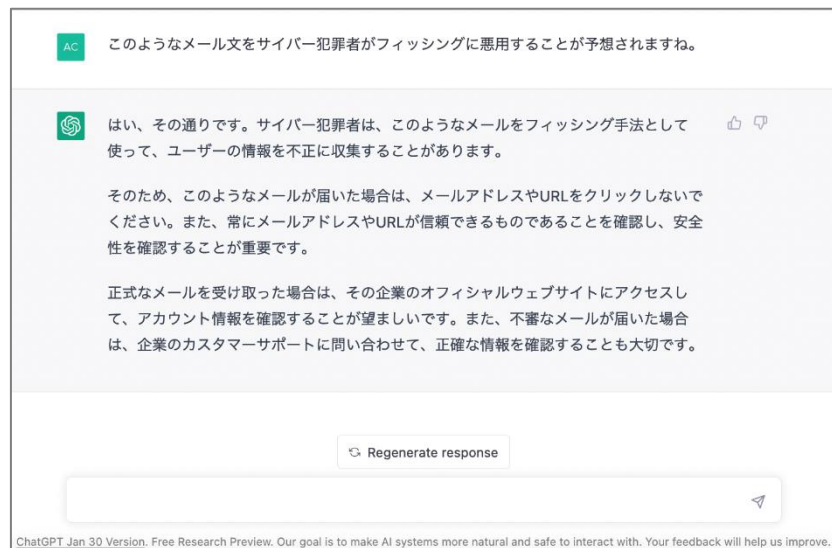 AC
このようなメール文をサイバー犯罪者がフィッシングに悪用することが予想されますね。
はい、その通りです。サイバー犯罪者は、このようなメールをフィッシング手法として
使って、ユーザーの情報を不正に収集することがあります。
そのため、このようなメールが届いた場合は、メールアドレスやURLをクリックしないで
ください。また、常にメールアドレスやURLが信頼できるものであることを確認し、安全
性を確認することが重要です。
正式なメールを受け取った場合は、その企業のオフィシャルウェブサイトにアクセスし
て、アカウント情報を確認することが望ましいです。また、不審なメールが届いた場合
は、企業のカスタマーサポートに問い合わせて、正確な情報を確認することも大切です。
Regenerate response
ChatGPT Jan 30 Version. Free Research Preview. Our goal is to make AI systems more natural and safe to interact with. Your feedback will help us improve.